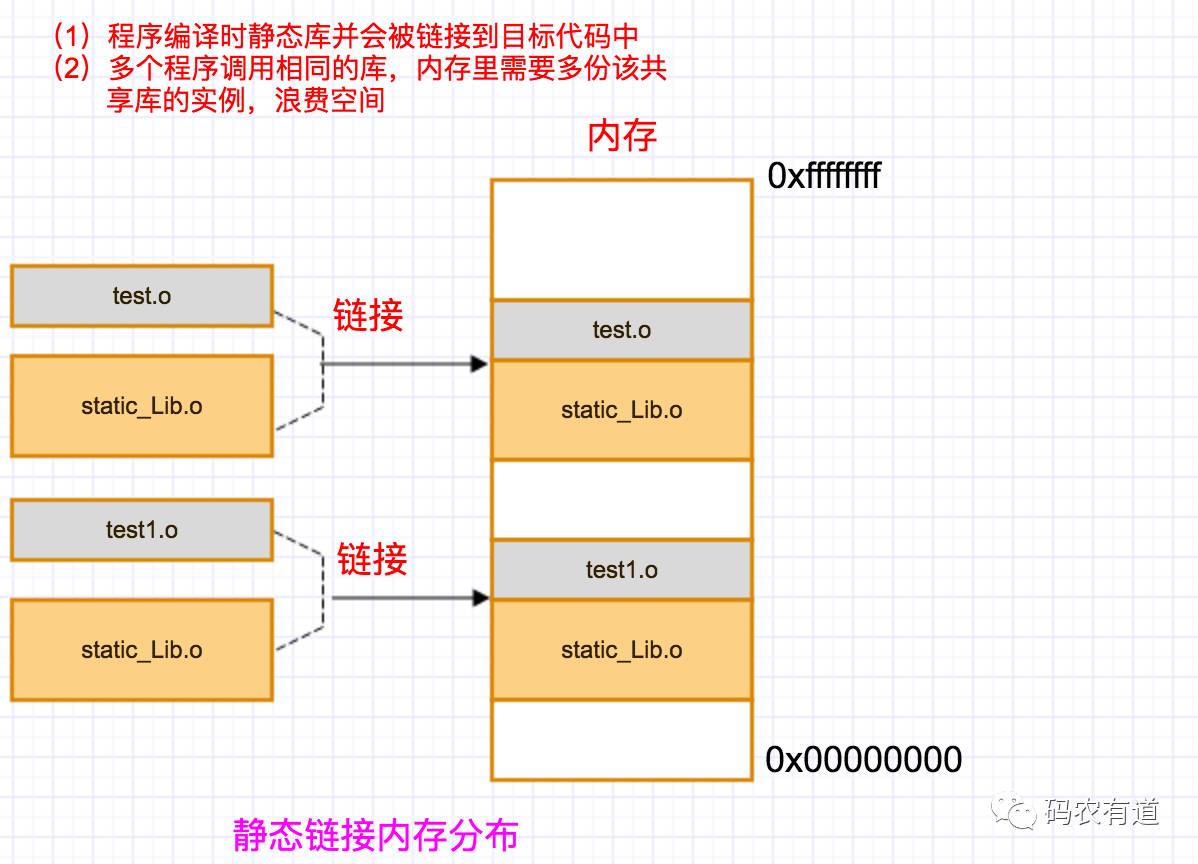 （1）程序编译时静态库并会被链接到目标代码中
（2）多个程序调用相同的库，内存里需要多份该共
享库的实例，浪费空间
内存
0xffffffff
test.o
链接
test.o
static_Lib.o
static_Lib.o
test1.o
链接
test1.o
static_Lib.o
static_Lib.o
0x00000000
码农有道
静态链接内存分布